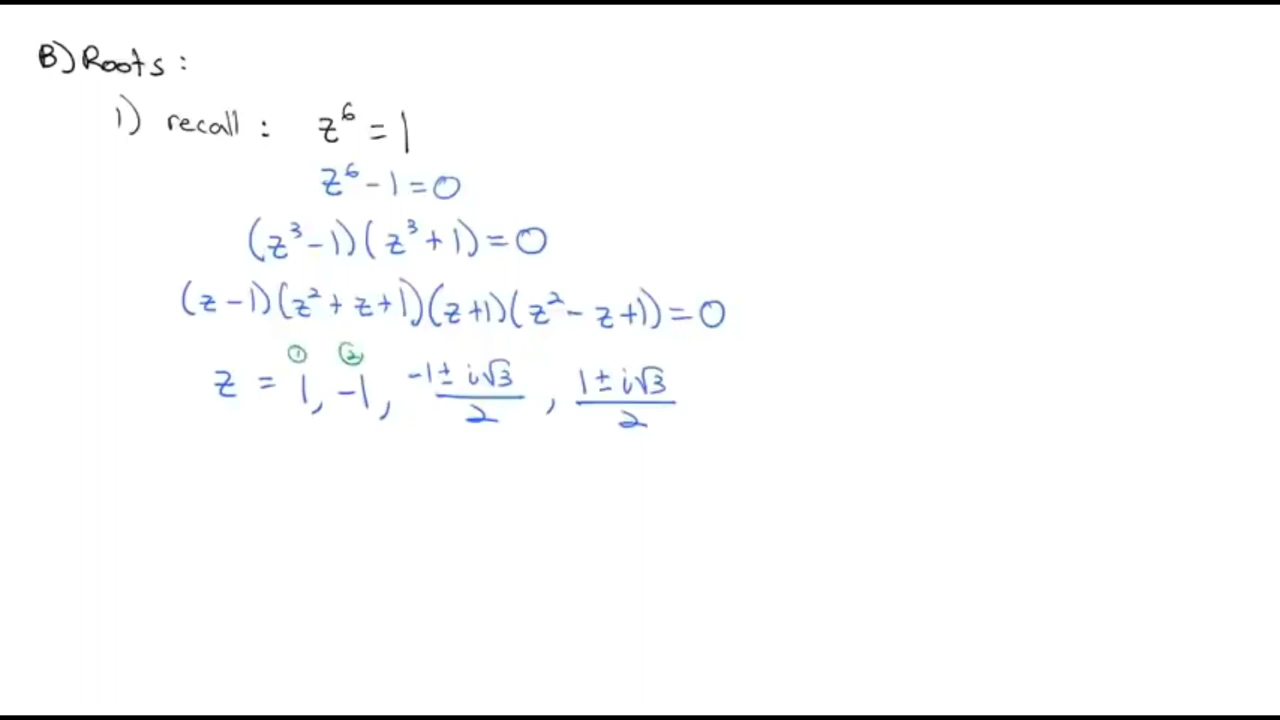 B) Roots:
1) recall: z⁶ = 1
z⁶ - 1 = 0
(z³ - 1)(z³ + 1) = 0
(z - 1)(z² + z + 1)(z + 1)(z² - z + 1) = 0
① ②
z = 1, -1, (-1 ± i√3)/2, (1 ± i√3)/2